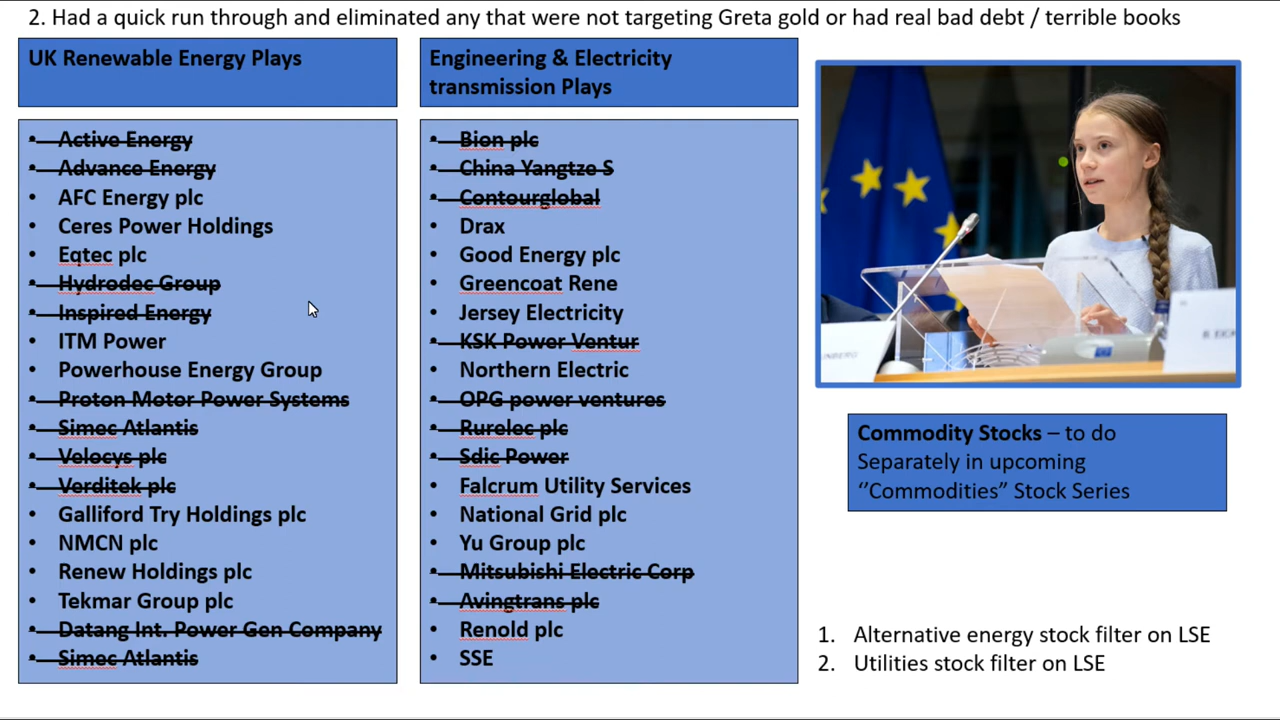 2. Had a quick run through and eliminated any that were not targeting Greta gold or had real bad debt / terrible books
UK Renewable Energy Plays
• Active Energy
• Advance Energy
• AFC Energy plc
• Ceres Power Holdings
• Eqtec plc
• Hydrodec Group
• Inspired Energy
• ITM Power
• Powerhouse Energy Group
• Proton Motor Power Systems
• Simec Atlantis
• Velocys plc
• Verditek plc
• Galliford Try Holdings plc
• NMCN plc
• Renew Holdings plc
• Tekmar Group plc
• Datang Int. Power Gen Company
• Simec Atlantis
Engineering & Electricity
transmission Plays
• Bion plc
• China Yangtze S
• Contourglobal
• Drax
• Good Energy plc
• Greencoat Rene
• Jersey Electricity
• KSK Power Ventur
• Northern Electric
• OPG power ventures
• Rurelec plc
• Sdic Power
• Falcrum Utility Services
• National Grid plc
• Yu Group plc
• Mitsubishi Electric Corp
• Avingtrans plc
• Renold plc
• SSE
Commodity Stocks – to do
Separately in upcoming
“Commodities” Stock Series
1. Alternative energy stock filter on LSE
2. Utilities stock filter on LSE